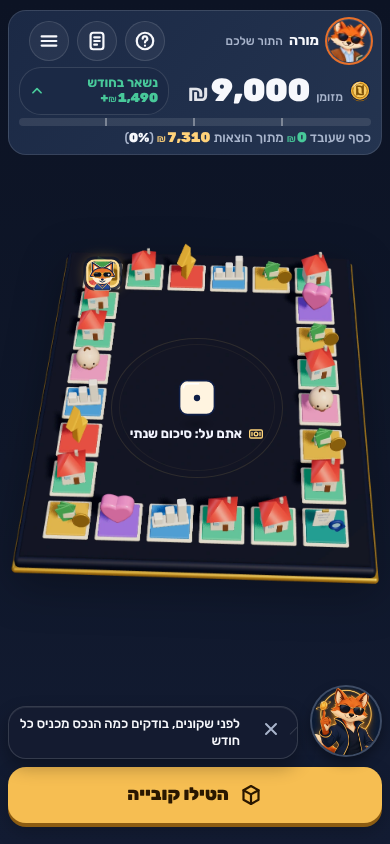 מורה התור שלכם
מזומן 9,000 ₪
נשאר בחודש
+₪1,490
כסף שעובד ₪0 מתוך הוצאות ₪7,310 (0%)
אתם על: סיכום שנתי
לפני שקונים, בודקים כמה הנכס מכניס כל
חודש
הטילו קובייה